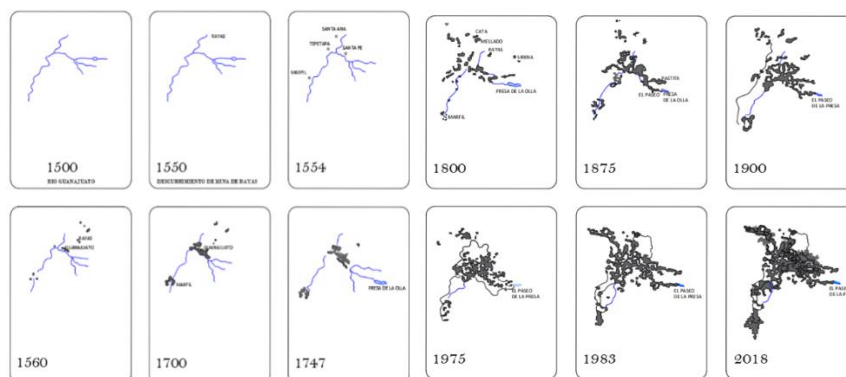 1500
RIO GUANAJUATO
RAYAS
1550
DESCUBRIMIENTO DE MINA DE RAYAS
SANTA ANA
TEPETAPA
SANTA FE
MARFIL
1554
CATA
MELLADO
RAYAS
PRESA DE LA OLLA
MARFIL
1800
PASTITA
EL PASEO
PRESA
DE LA OLLA
1875
EL PASEO
DE LA PRESA
1900
RAYAS
GUANAJUATO
1560
GUANAJUATO
MARFIL
1700
PRESA DE LA OLLA
1747
EL PASEO
DE LA PRESA
1975
EL PASEO
DE LA PRESA
1983
EL PASEO
DE LA P
2018